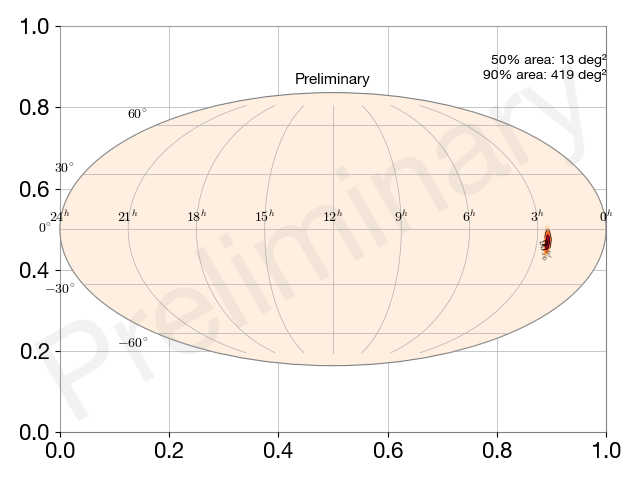 1.0
50% area: 13 deg²
90% area: 419 deg²
Preliminary
0.8
60°
30°
0.6
24ʰ 21ʰ 18ʰ 15ʰ 12ʰ 9ʰ 6ʰ 3ʰ 0ʰ
0°
0.4
−30°
0.2
−60°
Preliminary
0.0
0.0 0.2 0.4 0.6 0.8 1.0